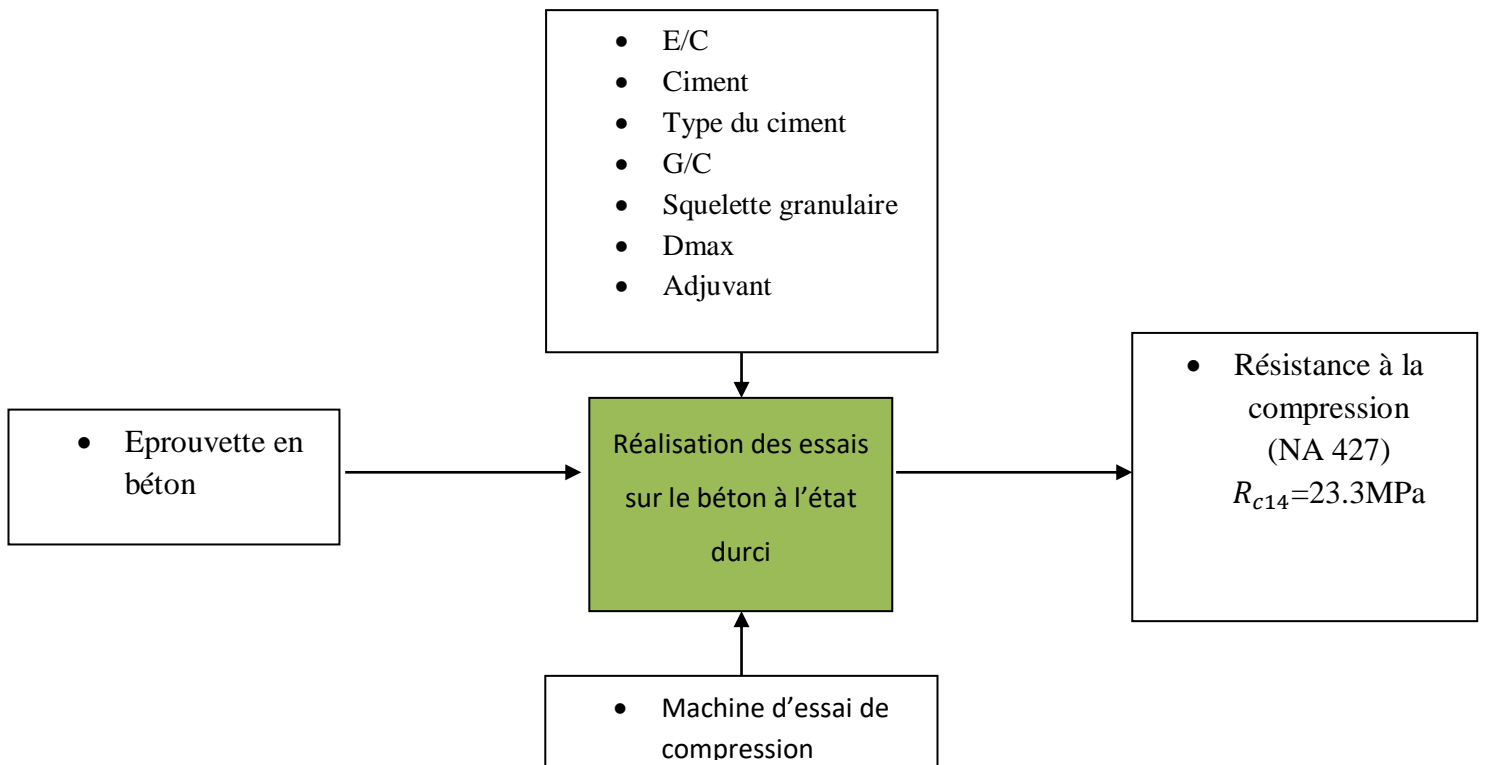 • E/C
• Ciment
• Type du ciment
• G/C
• Squelette granulaire
• Dmax
• Adjuvant
• Eprouvette en
béton
Réalisation des essais
sur le béton à l’état
durci
• Résistance à la
compression
(NA 427)
𝑅𝑐14=23.3MPa
• Machine d’essai de
compression